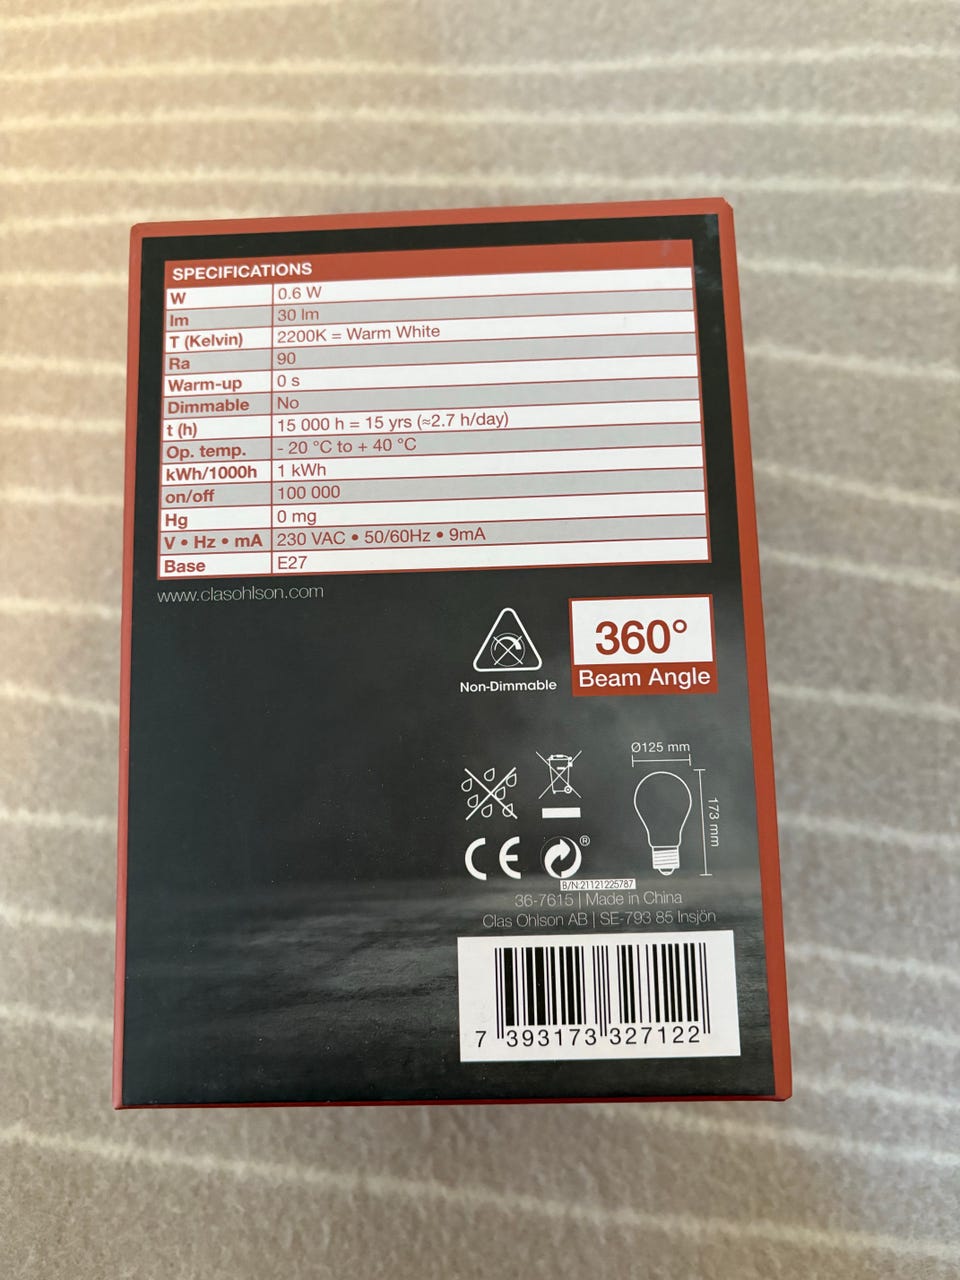 SPECIFICATIONS
W 0.6 W
lm 30 lm
T (Kelvin) 2200K = Warm White
Ra 90
Warm-up 0 s
Dimmable No
t (h) 15 000 h = 15 yrs (≈2.7 h/day)
Op. temp. - 20 °C to + 40 °C
kWh/1000h 1 kWh
on/off 100 000
Hg 0 mg
V • Hz • mA 230 VAC • 50/60Hz • 9mA
Base E27
www.clasohlson.com
360°
Beam Angle
Non-Dimmable
Ø125 mm
173 mm
CE
®
B/N:21121225787
36-7615 | Made in China
Clas Ohlson AB | SE-793 85 Insjön
7 393173 327122